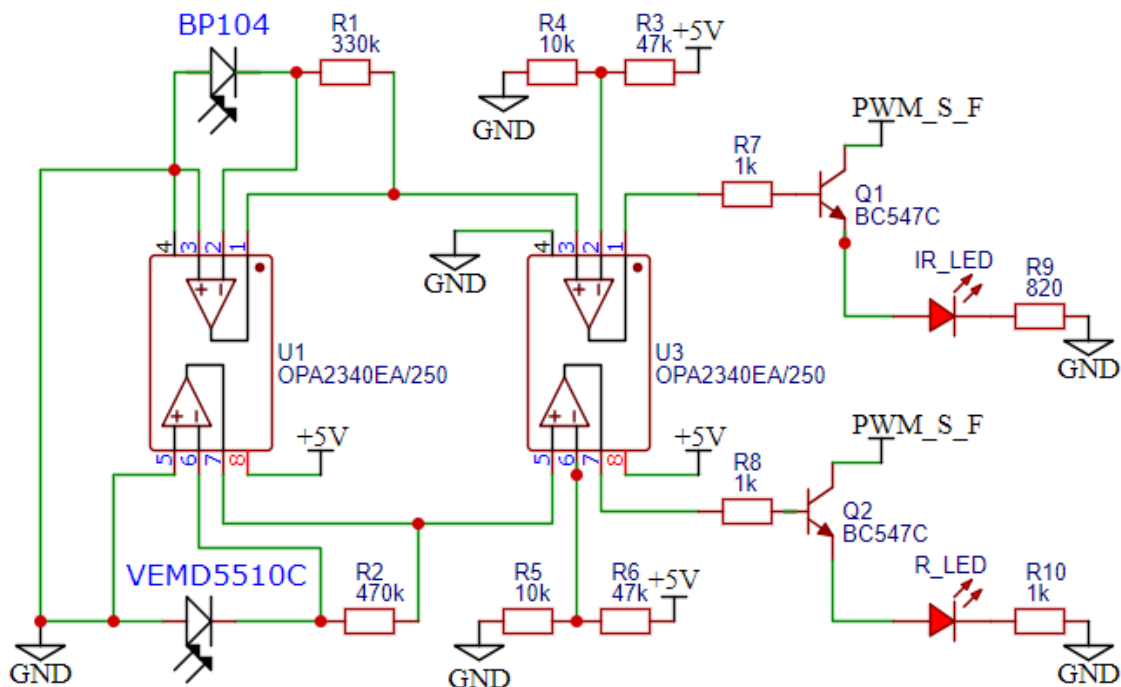 BP104
R1
330k
R4
10k
R3
47k
+5V
GND
PWM_S_F
R7
1k
Q1
BC547C
4 3 2 1
GND
4 3 2 1
IR_LED
R9
820
GND
+ −
+ −
U1
OPA2340EA/250
U3
OPA2340EA/250
+ −
+ −
5 6 7 8
+5V
5 6 7 8
+5V
PWM_S_F
R8
1k
Q2
BC547C
VEMD5510C
R2
470k
R5
10k
R6
47k
+5V
R_LED
R10
1k
GND
GND
GND